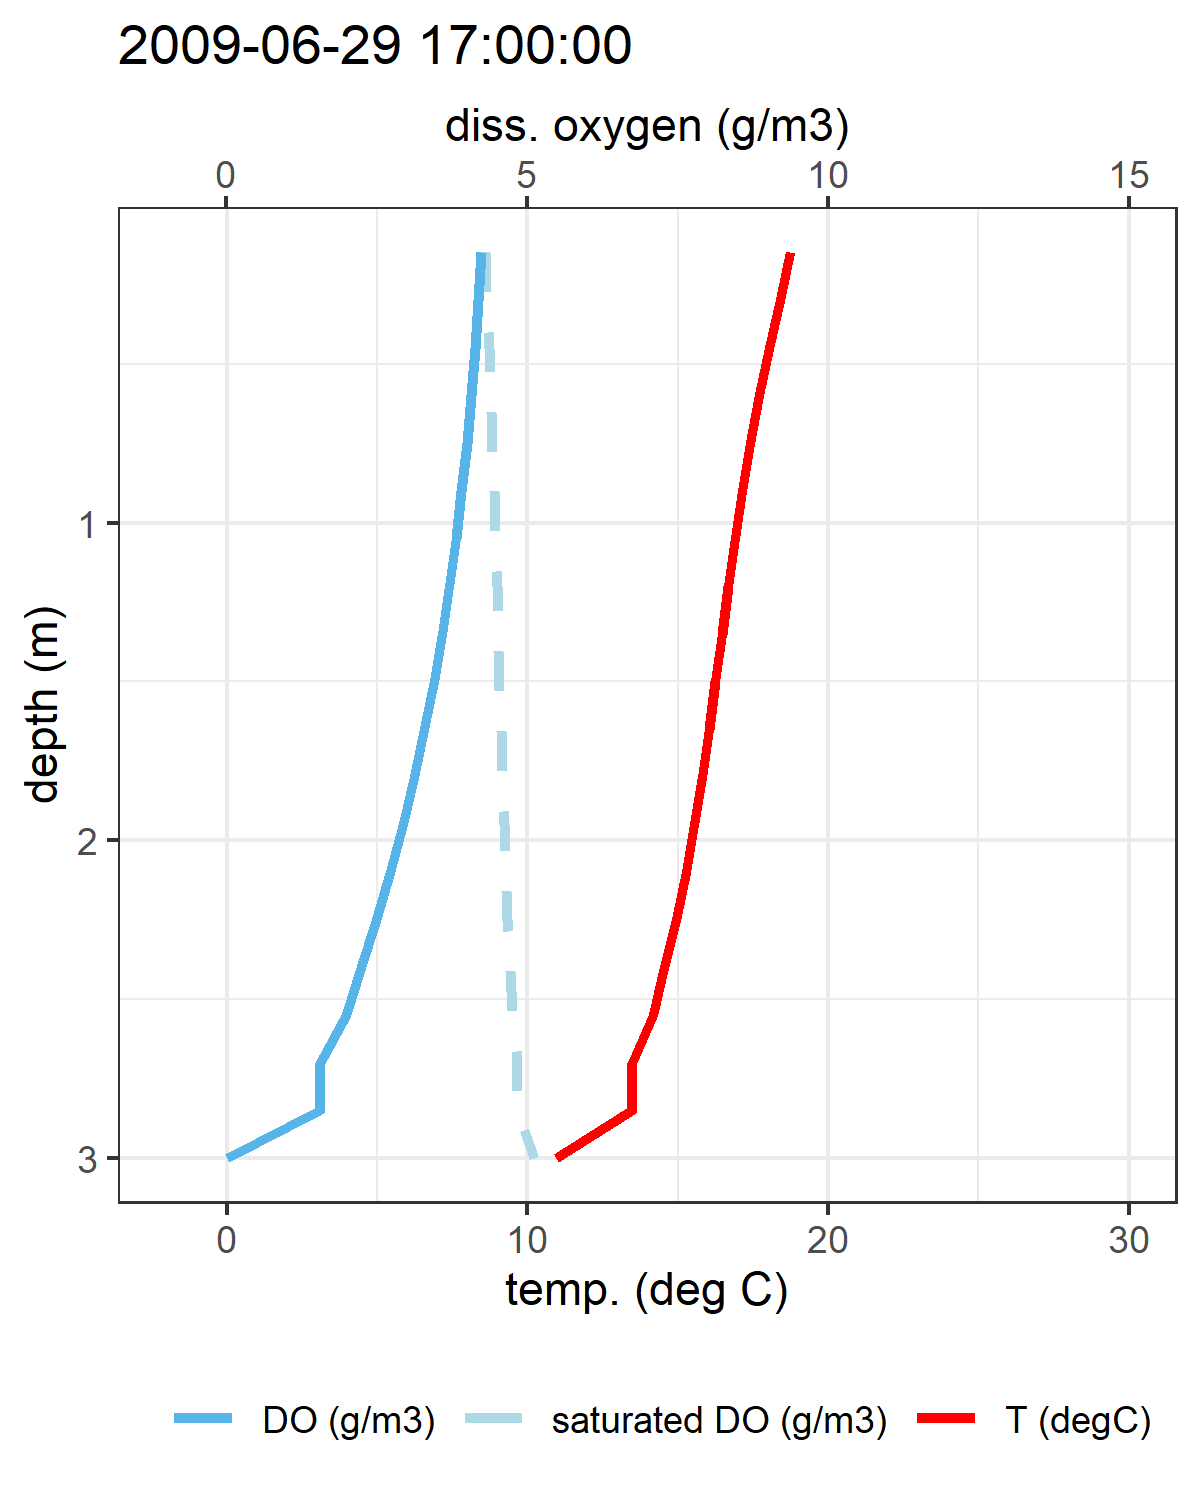 2009-06-29 17:00:00
diss. oxygen (g/m3)
0 5 10 15
depth (m)
1
2
3
0 10 20 30
temp. (deg C)
DO (g/m3) saturated DO (g/m3) T (degC)